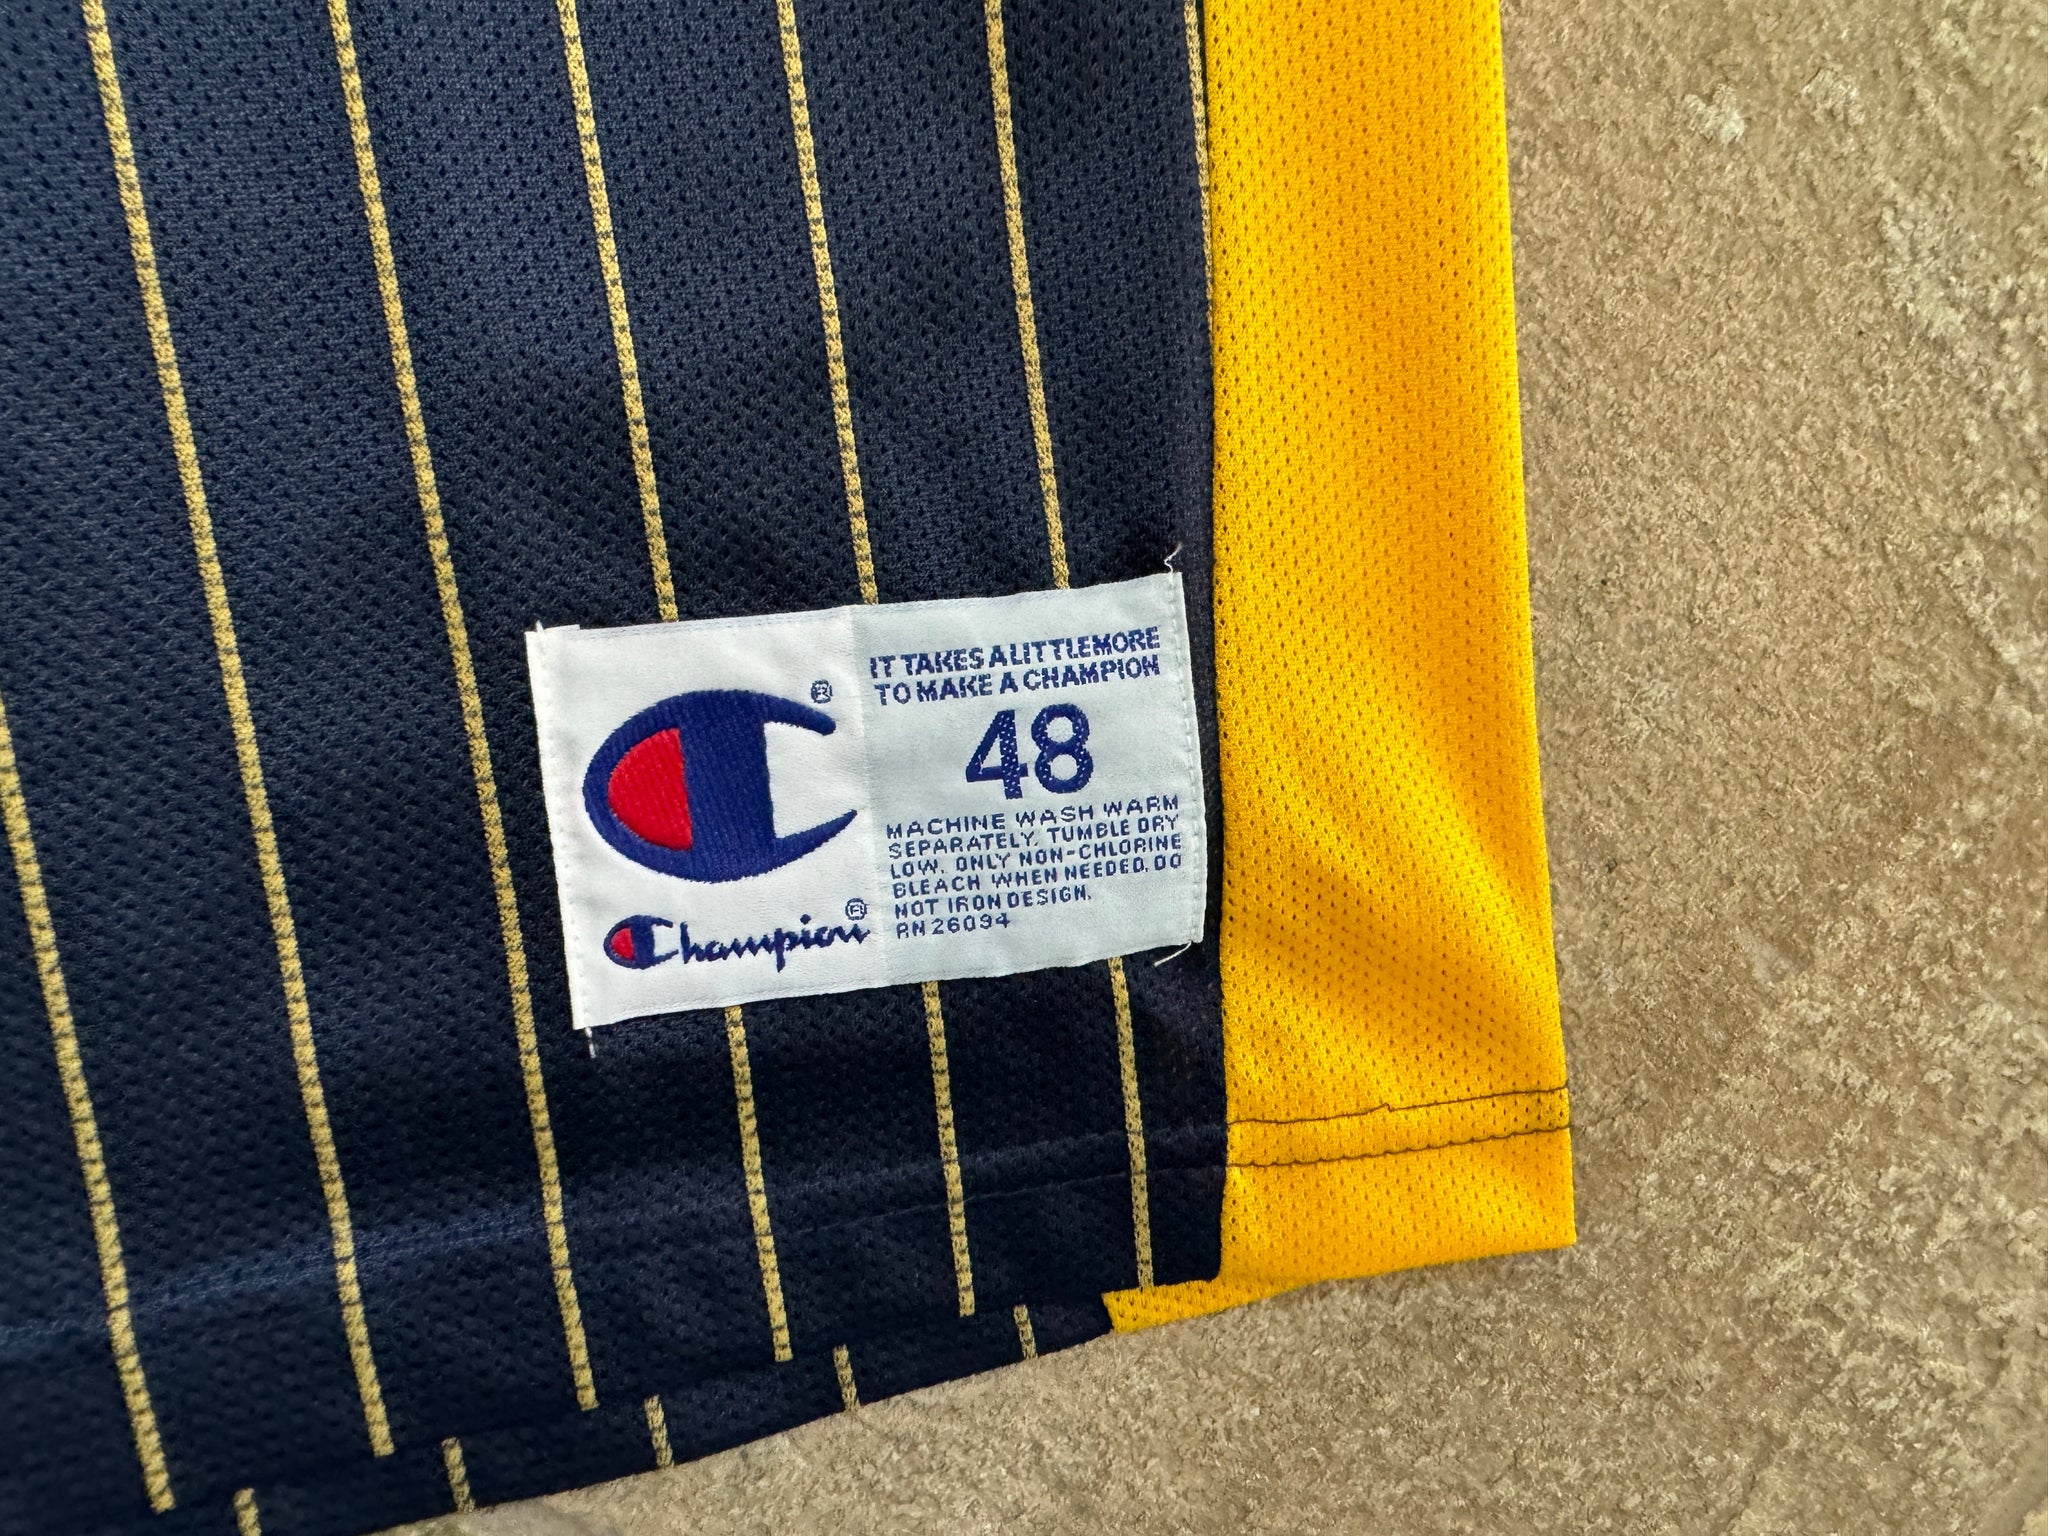 ®
IT TAKES A LITTLE MORE
TO MAKE A CHAMPION
48
MACHINE WASH WARM
SEPARATELY, TUMBLE DRY
LOW. ONLY NON-CHLORINE
BLEACH WHEN NEEDED. DO
NOT IRON DESIGN.
RN 26094
Champion®